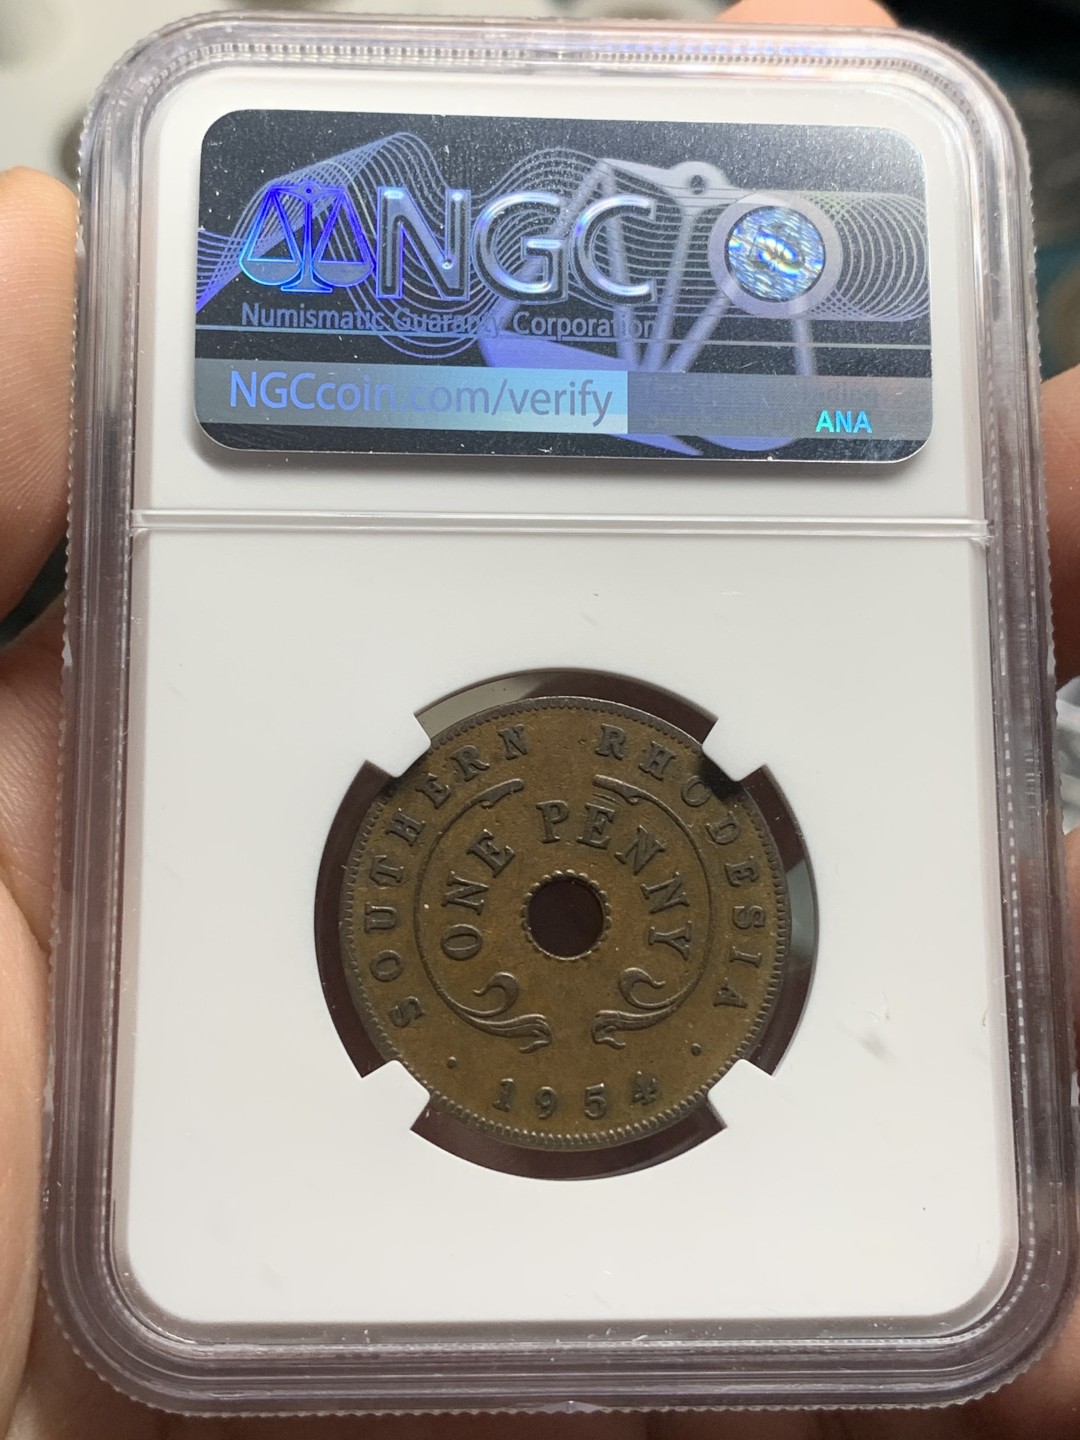 NGC
Numismatic Guaranty Corporation
NGCcoin.com/verify
ANA
SOUTHERN RHODESIA
ONE PENNY
· 1954 ·